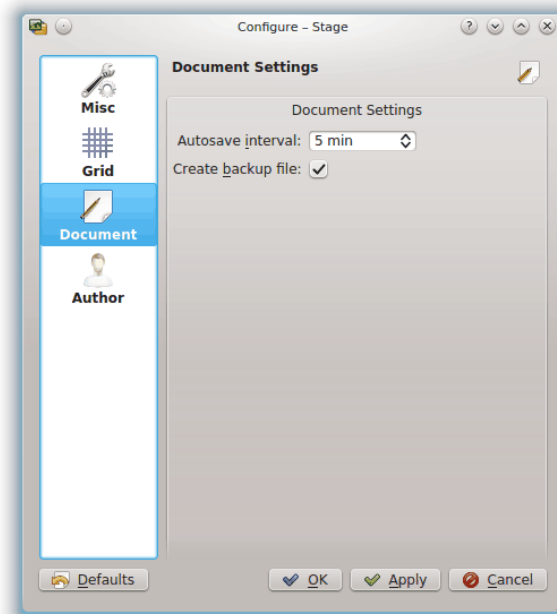 Configure – Stage
Misc
Grid
Document
Author
Document Settings
Document Settings
Autosave interval: 5 min
Create backup file:
Defaults
OK
Apply
Cancel